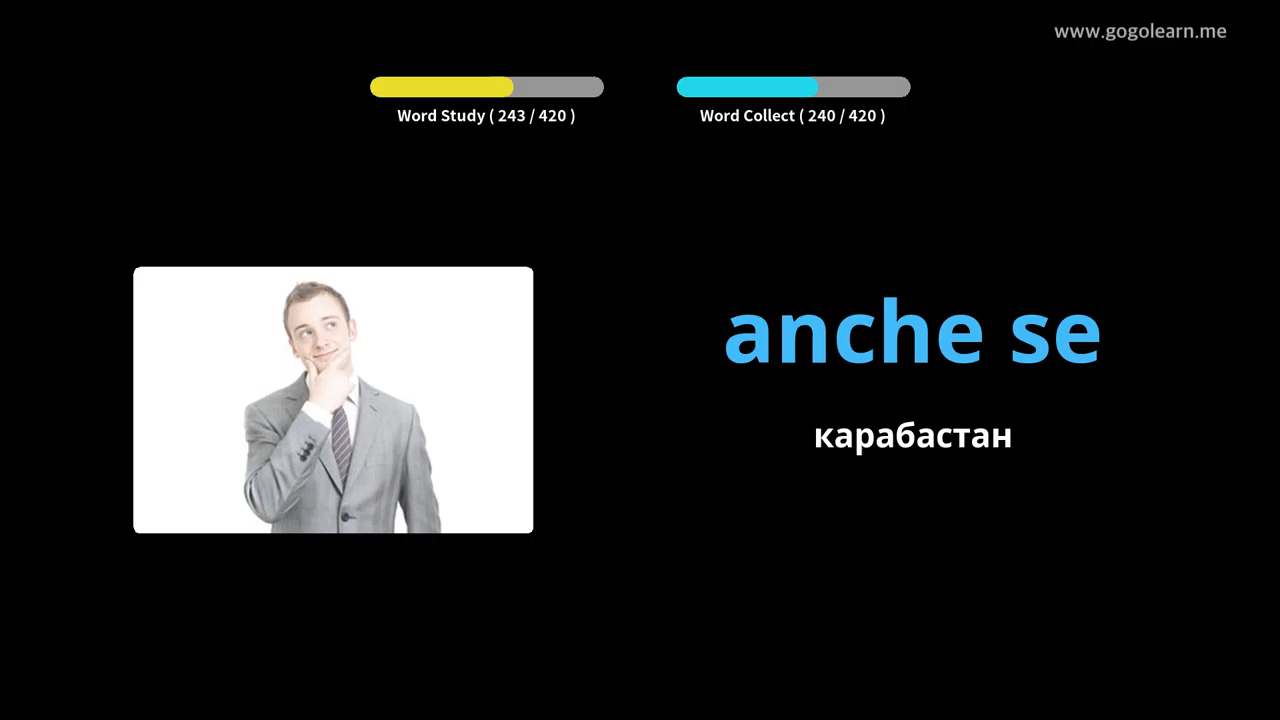 www.gogolearn.me
Word Study ( 243 / 420 )
Word Collect ( 240 / 420 )
anche se
карабастан